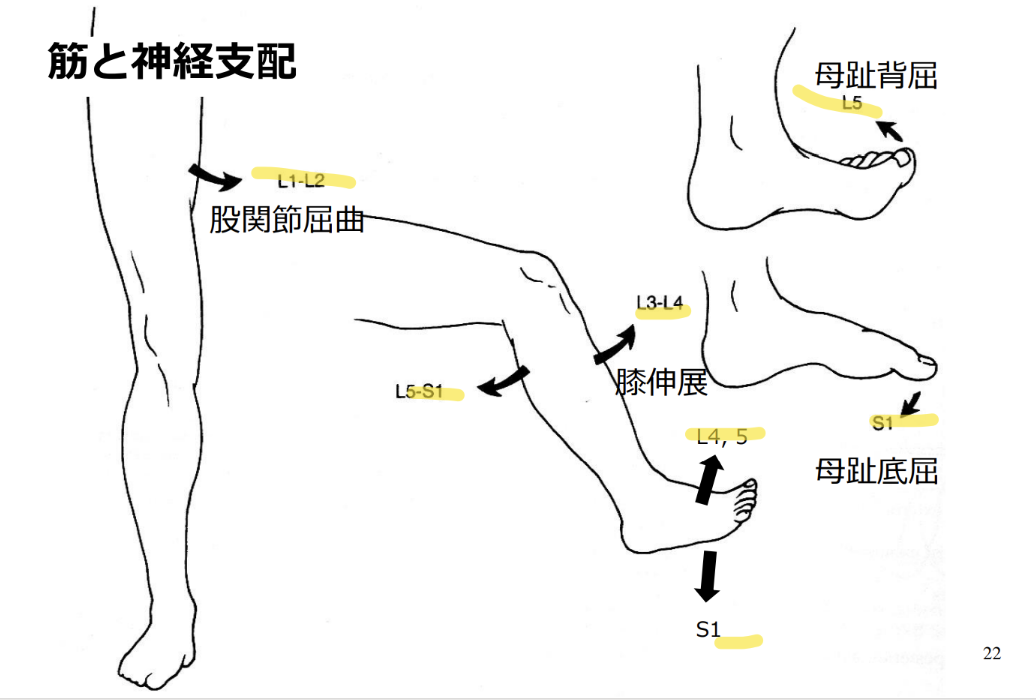 筋と神経支配
母趾背屈
L5
L1-L2
股関節屈曲
L3-L4
膝伸展
L5-S1
L4, 5
S1
母趾底屈
S1
22